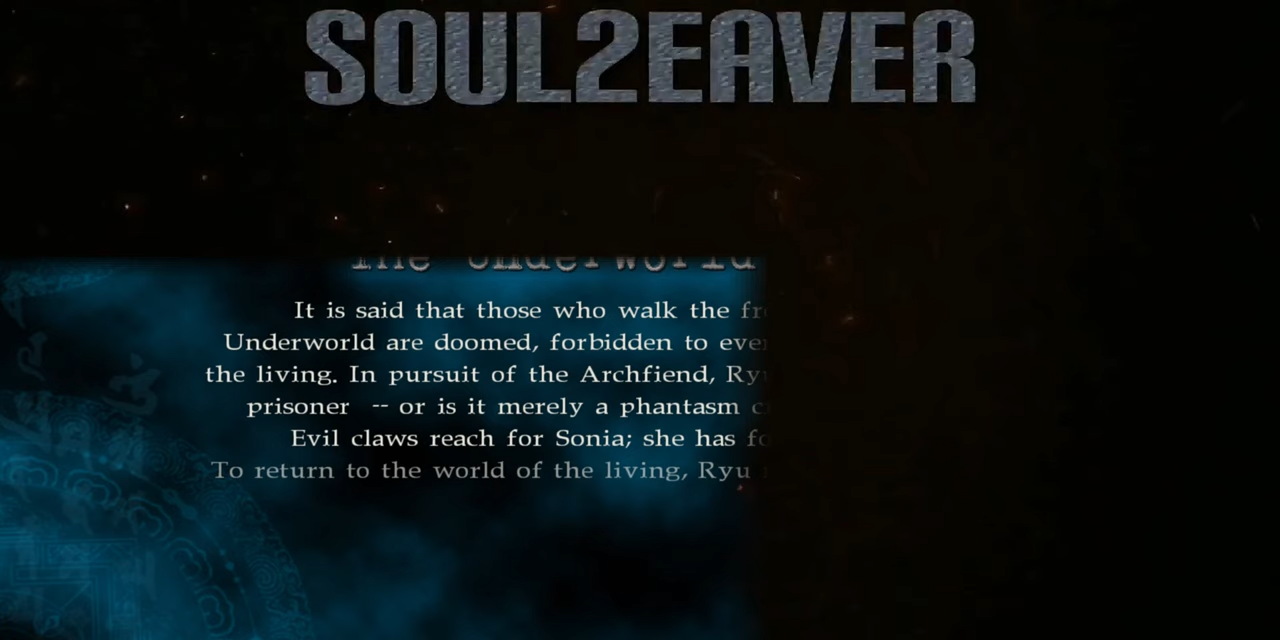 SOUL2EAVER
The Underworld
It is said that those who walk the
Underworld are doomed, forbidden to
the living. In pursuit of the Archfiend,
prisoner -- or is it merely a phantasm
Evil claws reach for Sonia; she has
To return to the world of the living, Ryu